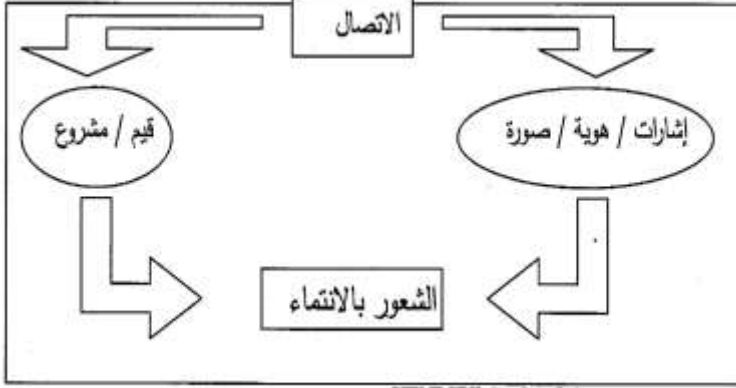 الاتصال
إشارات / هوية / صورة
قيم / مشروع
الشعور بالانتماء